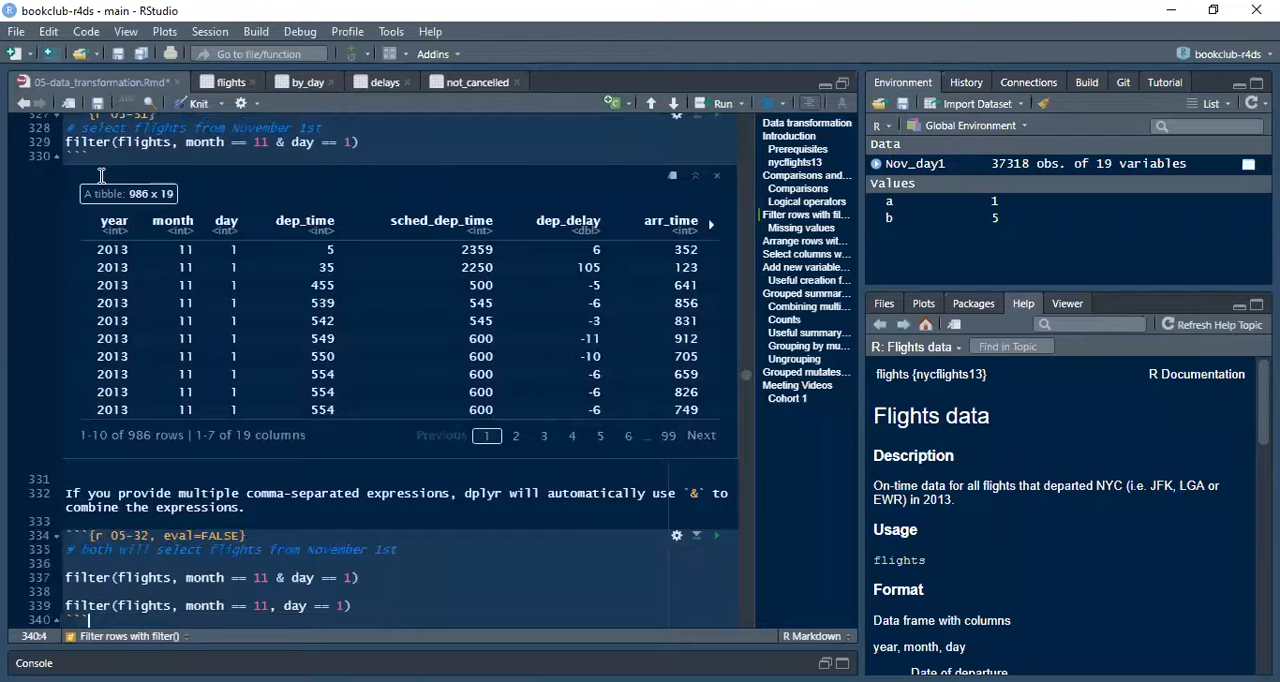 bookclub-r4ds - main - RStudio
File Edit Code View Plots Session Build Debug Profile Tools Help
Go to file/function Addins bookclub-r4ds
05-data_transformation.Rmd* flights by_day delays not_cancelled
Knit Run
328 # select flights from November 1st
329 filter(flights, month == 11 & day == 1)
330 ```
A tibble: 986 x 19
year month day dep_time sched_dep_time dep_delay arr_time
<int> <int> <int> <int> <int> <dbl> <int>
2013 11 1 5 2359 6 352
2013 11 1 35 2250 105 123
2013 11 1 455 500 -5 641
2013 11 1 539 545 -6 856
2013 11 1 542 545 -3 831
2013 11 1 549 600 -11 912
2013 11 1 550 600 -10 705
2013 11 1 554 600 -6 659
2013 11 1 554 600 -6 826
2013 11 1 554 600 -6 749
1-10 of 986 rows | 1-7 of 19 columns Previous 1 2 3 4 5 6 ... 99 Next
331
332 If you provide multiple comma-separated expressions, dplyr will automatically use `&` to
combine the expressions.
333
334 ```{r 05-32, eval=FALSE}
335 # both will select flights from November 1st
336
337 filter(flights, month == 11 & day == 1)
338
339 filter(flights, month == 11, day == 1)
340 ```
340:4 # Filter rows with filter() R Markdown
Console
Data transformation
Introduction
Prerequisites
nycflights13
Comparisons and...
Comparisons
Logical operators
Filter rows with fil...
Missing values
Arrange rows wit...
Select columns w...
Add new variable...
Useful creation f...
Grouped summar...
Combining multi...
Counts
Useful summary...
Grouping by mu...
Ungrouping
Grouped mutates...
Meeting Videos
Cohort 1
Environment History Connections Build Git Tutorial
Import Dataset List
R Global Environment
Data
Nov_day1 37318 obs. of 19 variables
Values
a 1
b 5
Files Plots Packages Help Viewer
Refresh Help Topic
R: Flights data Find in Topic
flights {nycflights13} R Documentation
Flights data
Description
On-time data for all flights that departed NYC (i.e. JFK, LGA or
EWR) in 2013.
Usage
flights
Format
Data frame with columns
year, month, day
Date of departure